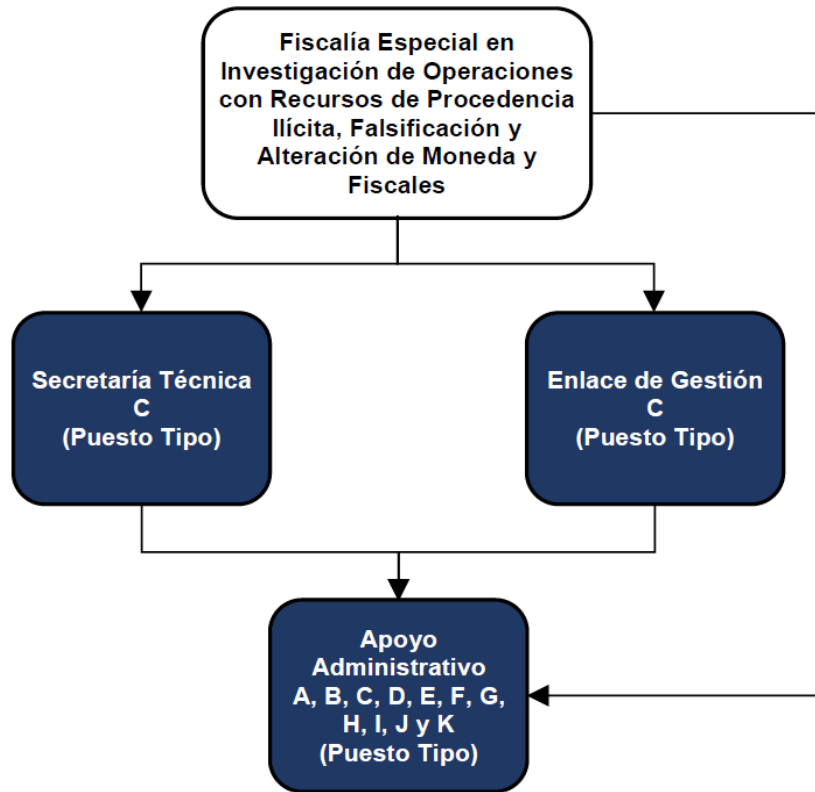 Fiscalía Especial en
Investigación de Operaciones
con Recursos de Procedencia
Ilícita, Falsificación y
Alteración de Moneda y
Fiscales
Secretaría Técnica
C
(Puesto Tipo)
Enlace de Gestión
C
(Puesto Tipo)
Apoyo
Administrativo
A, B, C, D, E, F, G,
H, I, J y K
(Puesto Tipo)